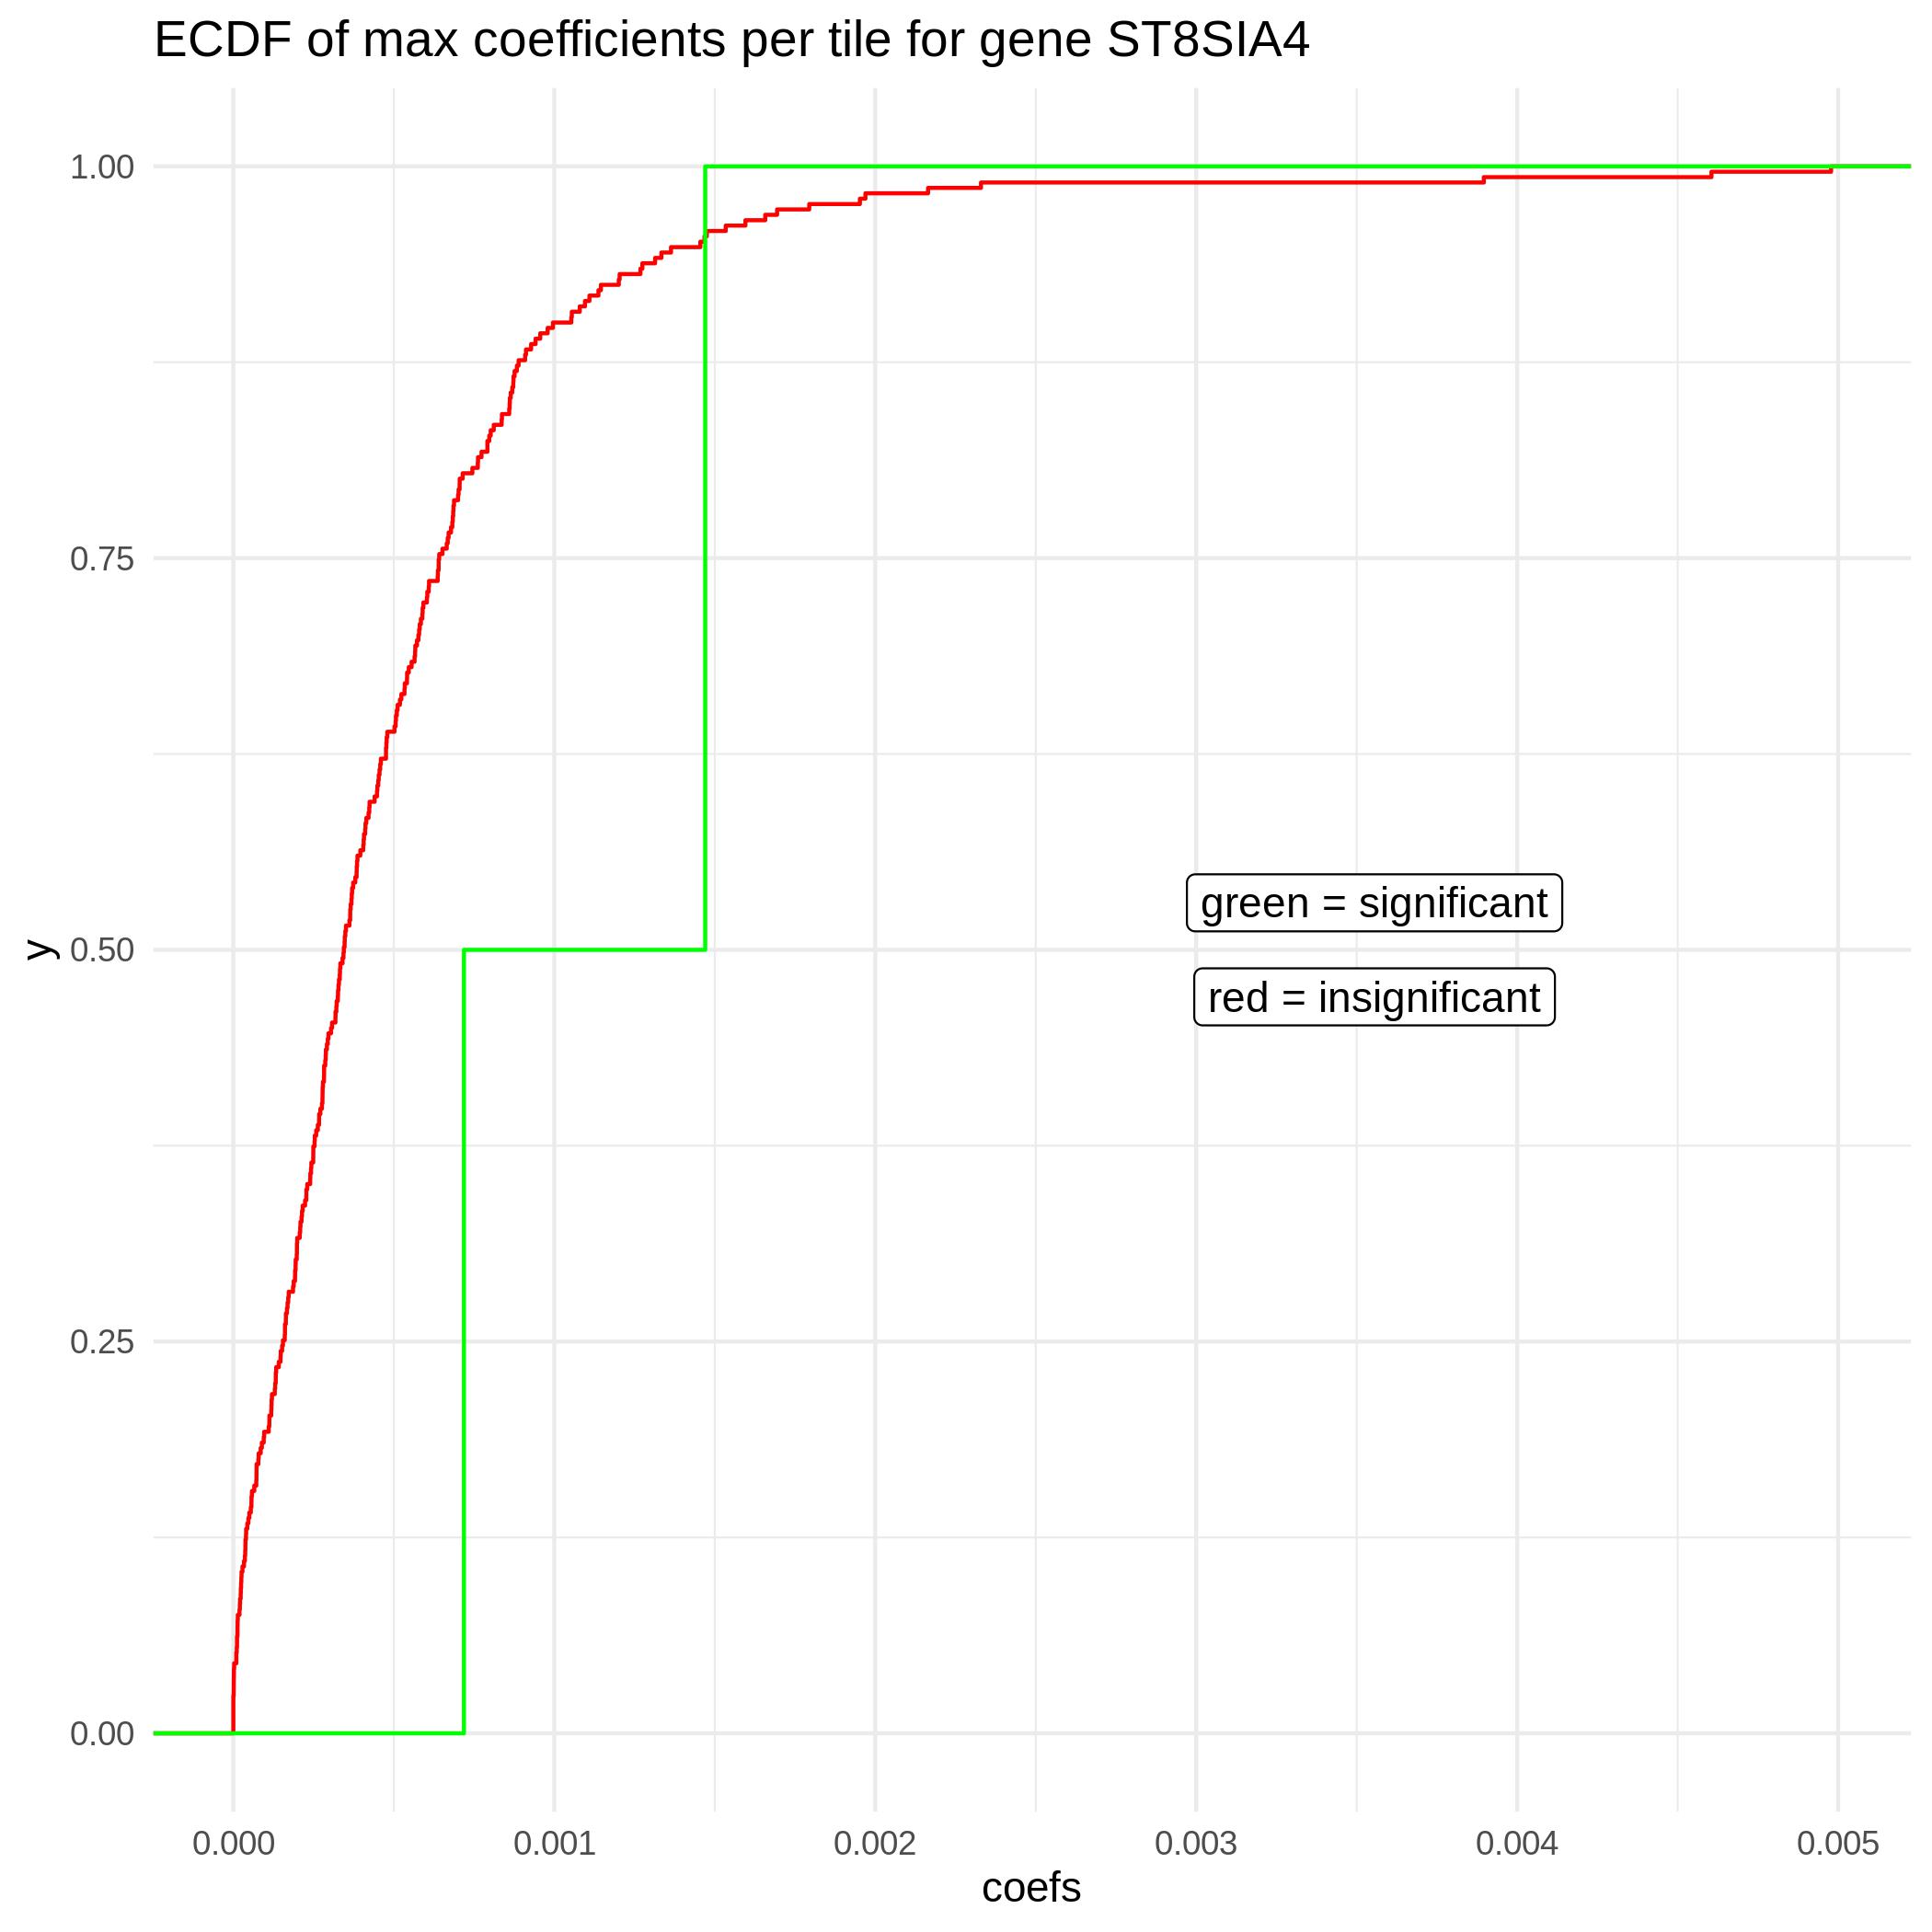 ECDF of max coefficients per tile for gene ST8SIA4
1.00
0.75
0.50
0.25
0.00
y
green = significant
red = insignificant
0.000 0.001 0.002 0.003 0.004 0.005
coefs